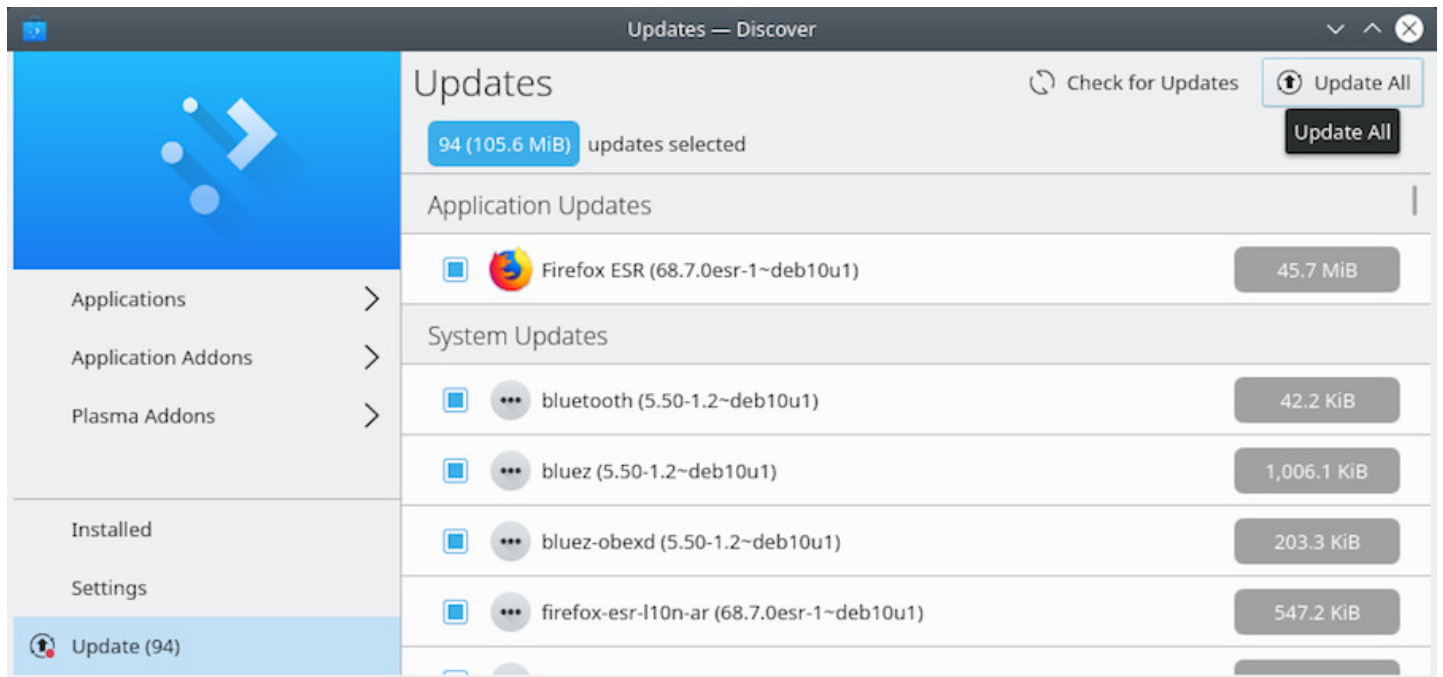 Updates — Discover
Applications
Application Addons
Plasma Addons
Installed
Settings
Update (94)
Updates
Check for Updates
Update All
Update All
94 (105.6 MiB) updates selected
Application Updates
Firefox ESR (68.7.0esr-1~deb10u1) 45.7 MiB
System Updates
bluetooth (5.50-1.2~deb10u1) 42.2 KiB
bluez (5.50-1.2~deb10u1) 1,006.1 KiB
bluez-obexd (5.50-1.2~deb10u1) 203.3 KiB
firefox-esr-l10n-ar (68.7.0esr-1~deb10u1) 547.2 KiB